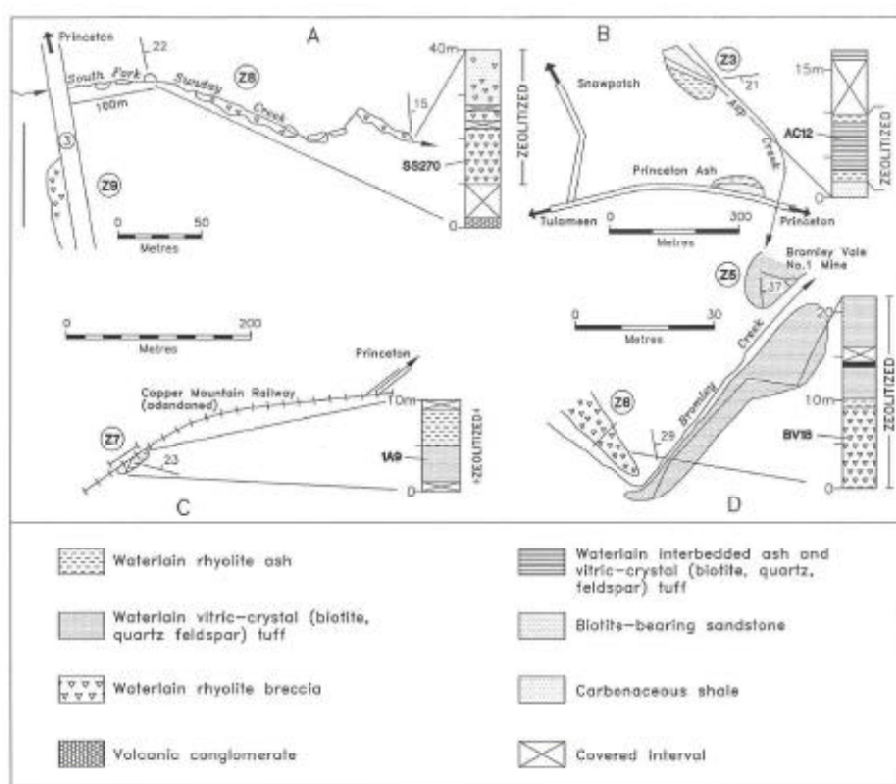 Princeton
22
A
South Fork
Sunday
Creek
Z8
100m
15
3
Z9
0 50
Metres
40m
SS270
0
ZEOLITIZED
B
Z3
21
Snowpatch
Asp
Creek
Princeton Ash
Tulameen
Princeton
0 300
Metres
15m
AC12
0
ZEOLITIZED
Bromley Vale
No.1 Mine
Z5
37
0 200
Metres
Princeton
Copper Mountain Railway
(abandoned)
Z7
23
C
10m
1A9
0
+ZEOLITIZED+
0 30
Metres
Bromley
Creek
Z6
29
D
20
10m
BV18
0
ZEOLITIZED
Waterlain rhyolite ash
Waterlain vitric-crystal (biotite,
quartz feldspar) tuff
Waterlain rhyolite breccia
Volcanic conglomerate
Waterlain interbedded ash and
vitric-crystal (biotite, quartz,
feldspar) tuff
Biotite-bearing sandstone
Carbonaceous shale
Covered interval